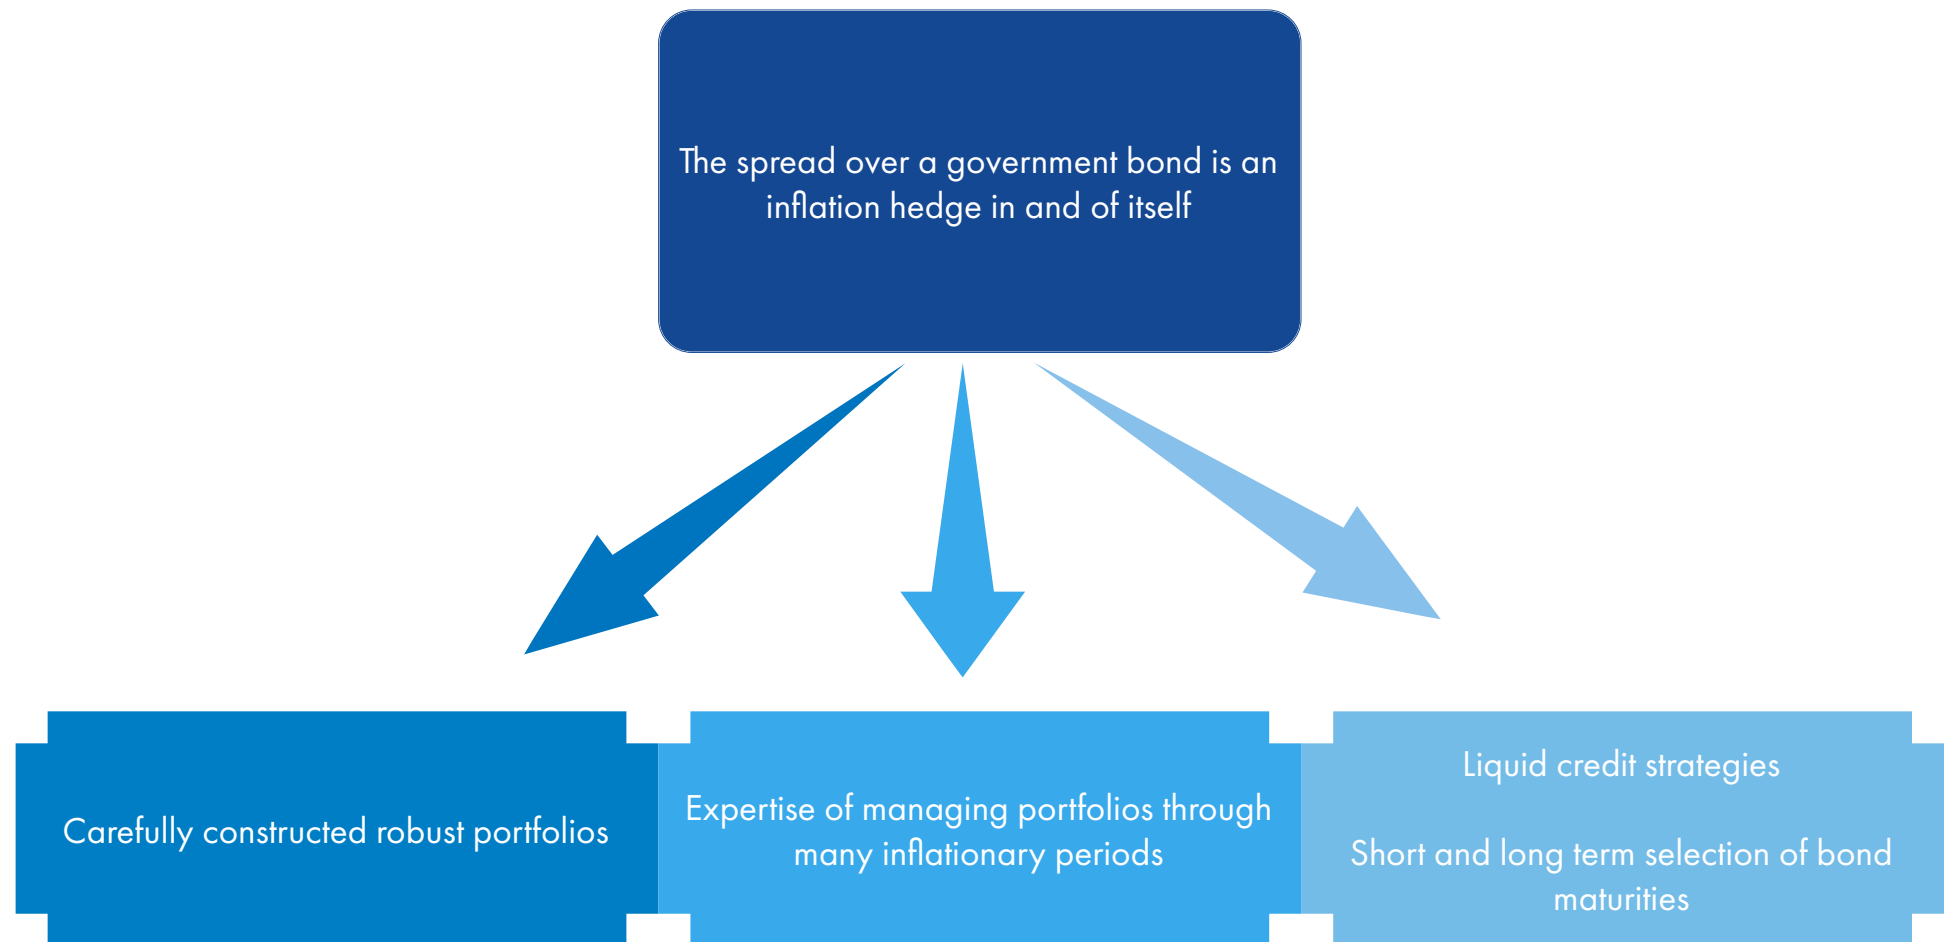 The spread over a government bond is an
inflation hedge in and of itself
Carefully constructed robust portfolios
Expertise of managing portfolios through
many inflationary periods
Liquid credit strategies
Short and long term selection of bond
maturities